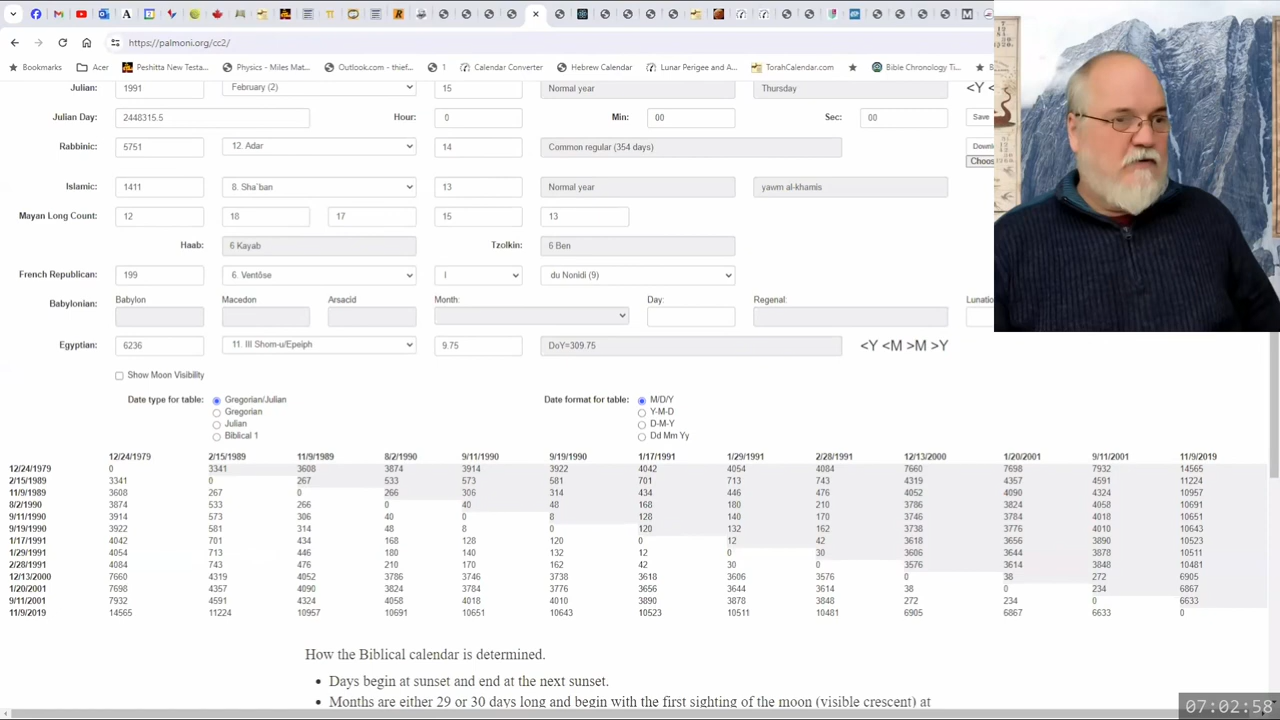 https://palmoni.org/cc2/
Bookmarks Acer Peshitta New Testa... Physics - Miles Ma... Outlook.com - thief... 1 Calendar Converter Hebrew Calendar Lunar Perigee and A... TorahCalendar.com Bible Chronology Ti...
Julian: 1991 February (2) 15 Normal year Thursday <Y <
Julian Day: 2448315.5 Hour: 0 Min: 00 Sec: 00 Save
Rabbinic: 5751 12. Adar 14 Common regular (354 days) Downl
Choos
Islamic: 1411 8. Sha`ban 13 Normal year yawm al-khamis
Mayan Long Count: 12 18 17 15 13
Haab: 6 Kayab Tzolkin: 6 Ben
French Republican: 199 6. Ventôse I du Nonidi (9)
Babylon Macedon Arsacid Month: Day: Regenal: Lunatio
Babylonian:
Egyptian: 6236 11. III Shom-u/Epeiph 9.75 DoY=309.75 <Y <M >M >Y
Show Moon Visibility
Date type for table: Gregorian/Julian Date format for table: M/D/Y
Gregorian Y-M-D
Julian D-M-Y
Biblical 1 Dd Mm Yy
12/24/1979 2/15/1989 11/9/1989 8/2/1990 9/11/1990 9/19/1990 1/17/1991 1/29/1991 2/28/1991 12/13/2000 1/20/2001 9/11/2001 11/9/2019
12/24/1979 0 3341 3608 3874 3914 3922 4042 4054 4084 7660 7698 7932 14565
2/15/1989 3341 0 267 533 573 581 701 713 743 4319 4357 4591 11224
11/9/1989 3608 267 0 266 306 314 434 446 476 4052 4090 4324 10957
8/2/1990 3874 533 266 0 40 48 168 180 210 3786 3824 4058 10691
9/11/1990 3914 573 306 40 0 8 128 140 170 3746 3784 4018 10651
9/19/1990 3922 581 314 48 8 0 120 132 162 3738 3776 4010 10643
1/17/1991 4042 701 434 168 128 120 0 12 42 3618 3656 3890 10523
1/29/1991 4054 713 446 180 140 132 12 0 30 3606 3644 3878 10511
2/28/1991 4084 743 476 210 170 162 42 30 0 3576 3614 3848 10481
12/13/2000 7660 4319 4052 3786 3746 3738 3618 3606 3576 0 38 272 6905
1/20/2001 7698 4357 4090 3824 3784 3776 3656 3644 3614 38 0 234 6867
9/11/2001 7932 4591 4324 4058 4018 4010 3890 3878 3848 272 234 0 6633
11/9/2019 14565 11224 10957 10691 10651 10643 10523 10511 10481 6905 6867 6633 0
How the Biblical calendar is determined.
• Days begin at sunset and end at the next sunset.
• Months are either 29 or 30 days long and begin with the first sighting of the moon (visible crescent) at
07:02:58